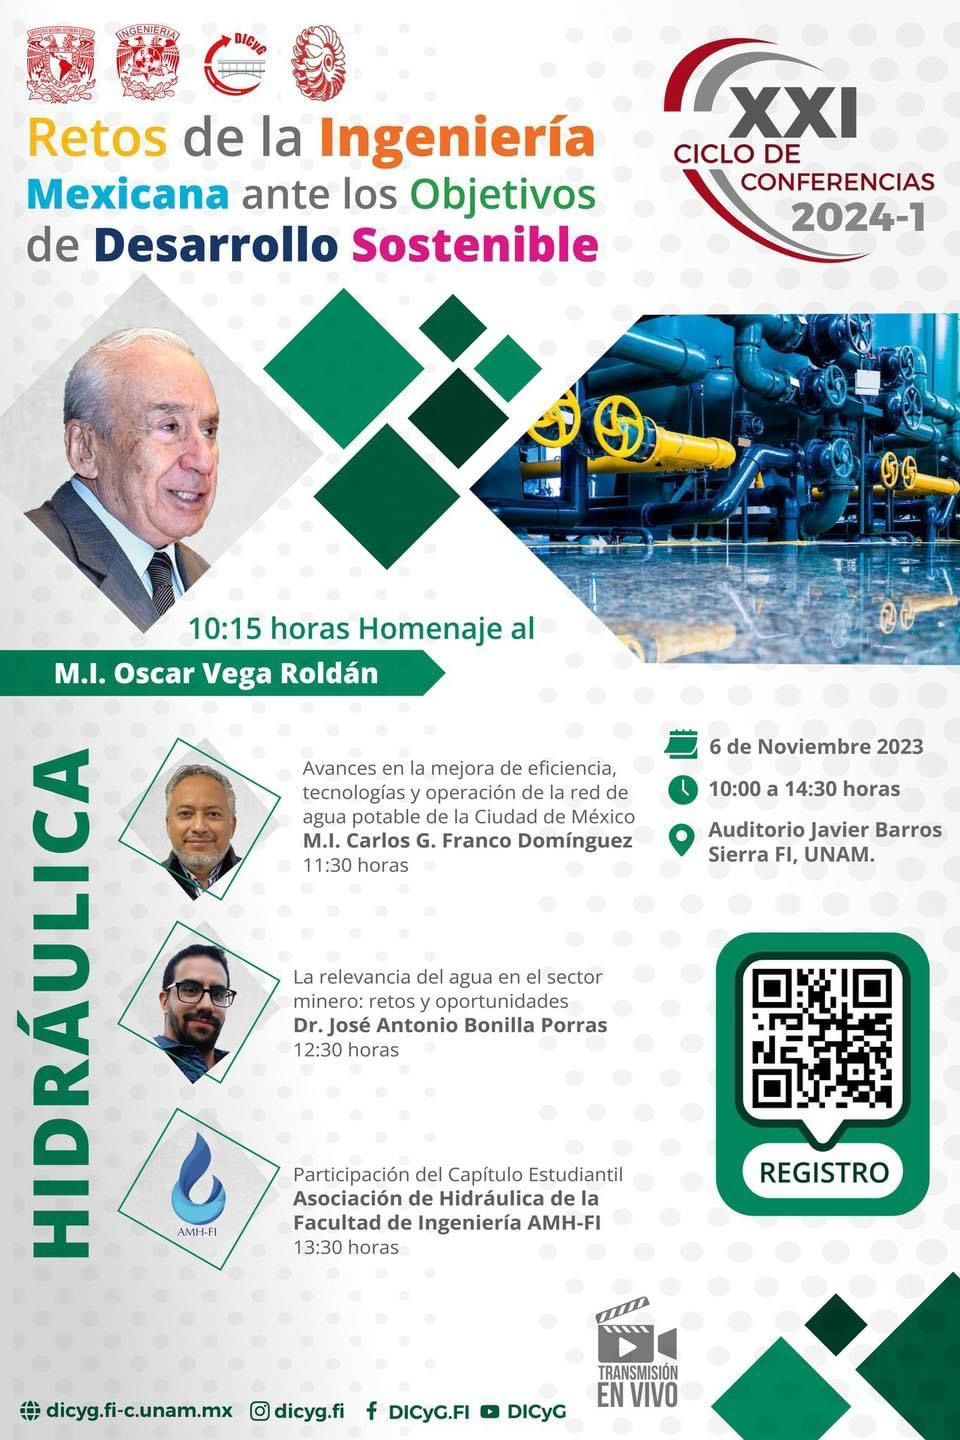 INGENIERÍA
DICyG
Retos de la Ingeniería
Mexicana ante los Objetivos
de Desarrollo Sostenible
XXI
CICLO DE
CONFERENCIAS
2024-1
10:15 horas Homenaje al
M.I. Oscar Vega Roldán
HIDRÁULICA
Avances en la mejora de eficiencia,
tecnologías y operación de la red de
agua potable de la Ciudad de México
M.I. Carlos G. Franco Domínguez
11:30 horas
6 de Noviembre 2023
10:00 a 14:30 horas
Auditorio Javier Barros
Sierra FI, UNAM.
La relevancia del agua en el sector
minero: retos y oportunidades
Dr. José Antonio Bonilla Porras
12:30 horas
REGISTRO
AMH-FI
Participación del Capítulo Estudiantil
Asociación de Hidráulica de la
Facultad de Ingeniería AMH-FI
13:30 horas
TRANSMISIÓN
EN VIVO
dicyg.fi-c.unam.mx dicyg.fi DICyG.FI DICyG